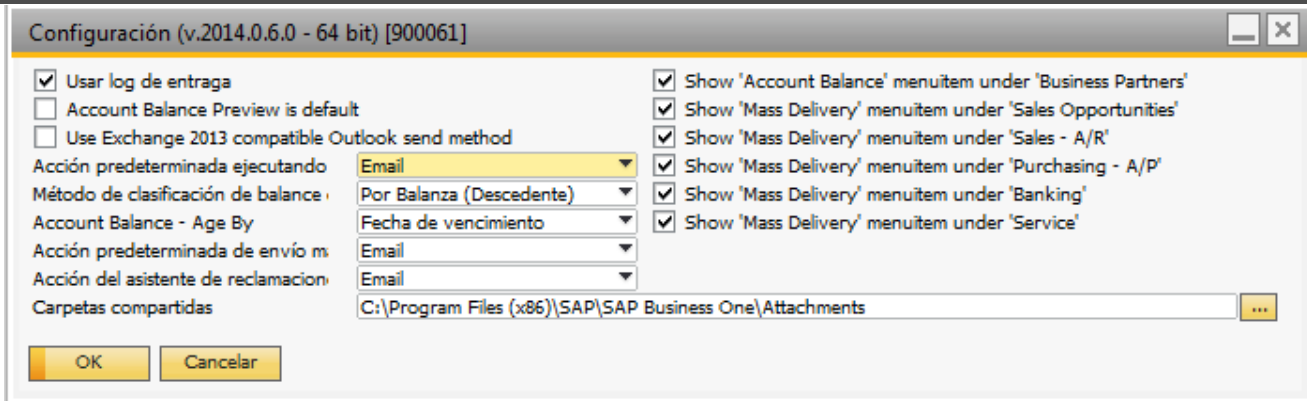 Configuración (v.2014.0.6.0 - 64 bit) [900061]
Usar log de entraga
Show 'Account Balance' menuitem under 'Business Partners'
Account Balance Preview is default
Show 'Mass Delivery' menuitem under 'Sales Opportunities'
Use Exchange 2013 compatible Outlook send method
Show 'Mass Delivery' menuitem under 'Sales - A/R'
Acción predeterminada ejecutando
Email
Show 'Mass Delivery' menuitem under 'Purchasing - A/P'
Método de clasificación de balance
Por Balanza (Descedente)
Show 'Mass Delivery' menuitem under 'Banking'
Account Balance - Age By
Fecha de vencimiento
Show 'Mass Delivery' menuitem under 'Service'
Acción predeterminada de envío
Email
Acción del asistente de
Email
Carpetas compartidas
C:\Program Files (x86)\SAP\SAP Business One\Attachments
...
OK
Cancelar